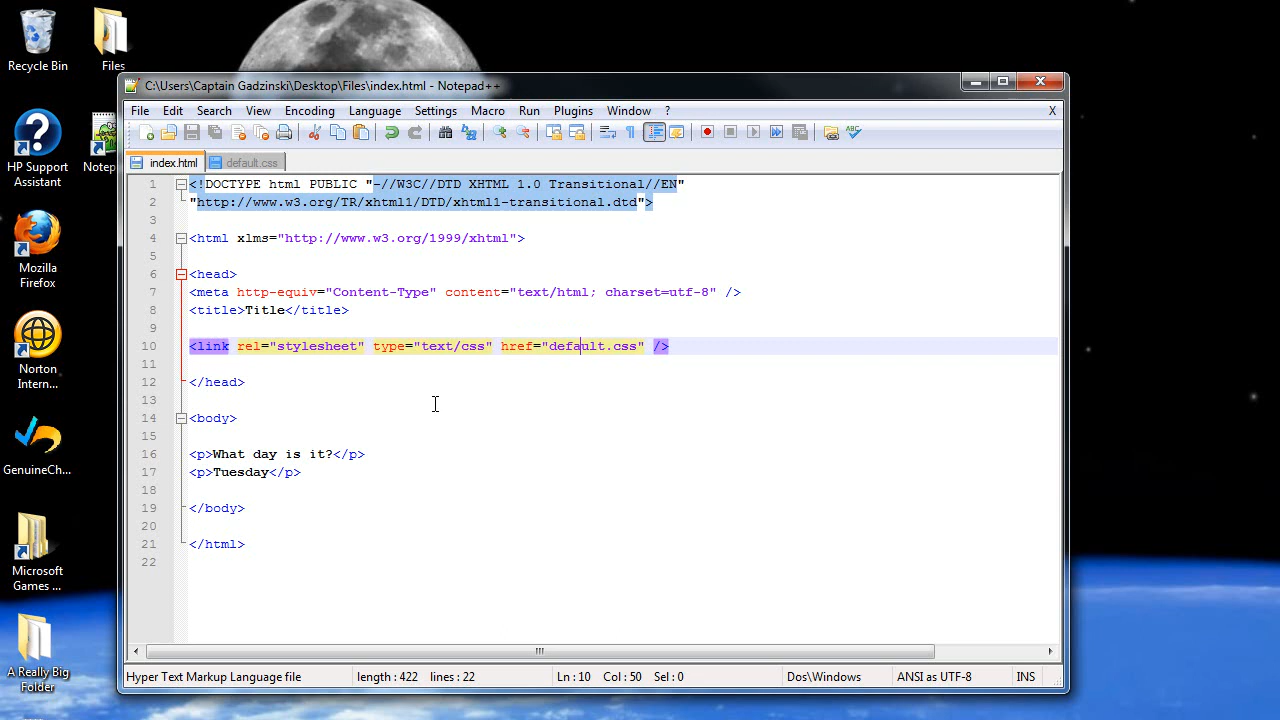 Recycle Bin
Files
HP Support
Assistant
Notep
Mozilla
Firefox
Norton
Intern...
GenuineCh...
Microsoft
Games ...
A Really Big
Folder
C:\Users\Captain Gadzinski\Desktop\Files\index.html - Notepad++
File Edit Search View Encoding Language Settings Macro Run Plugins Window ? X
index.html default.css
1 <!DOCTYPE html PUBLIC "-//W3C//DTD XHTML 1.0 Transitional//EN"
2 "http://www.w3.org/TR/xhtml1/DTD/xhtml1-transitional.dtd">
3
4 <html xlms="http://www.w3.org/1999/xhtml">
5
6 <head>
7 <meta http-equiv="Content-Type" content="text/html; charset=utf-8" />
8 <title>Title</title>
9
10 <link rel="stylesheet" type="text/css" href="default.css" />
11
12 </head>
13
14 <body>
15
16 <p>What day is it?</p>
17 <p>Tuesday</p>
18
19 </body>
20
21 </html>
22
Hyper Text Markup Language file length : 422 lines : 22 Ln : 10 Col : 50 Sel : 0 Dos\Windows ANSI as UTF-8 INS